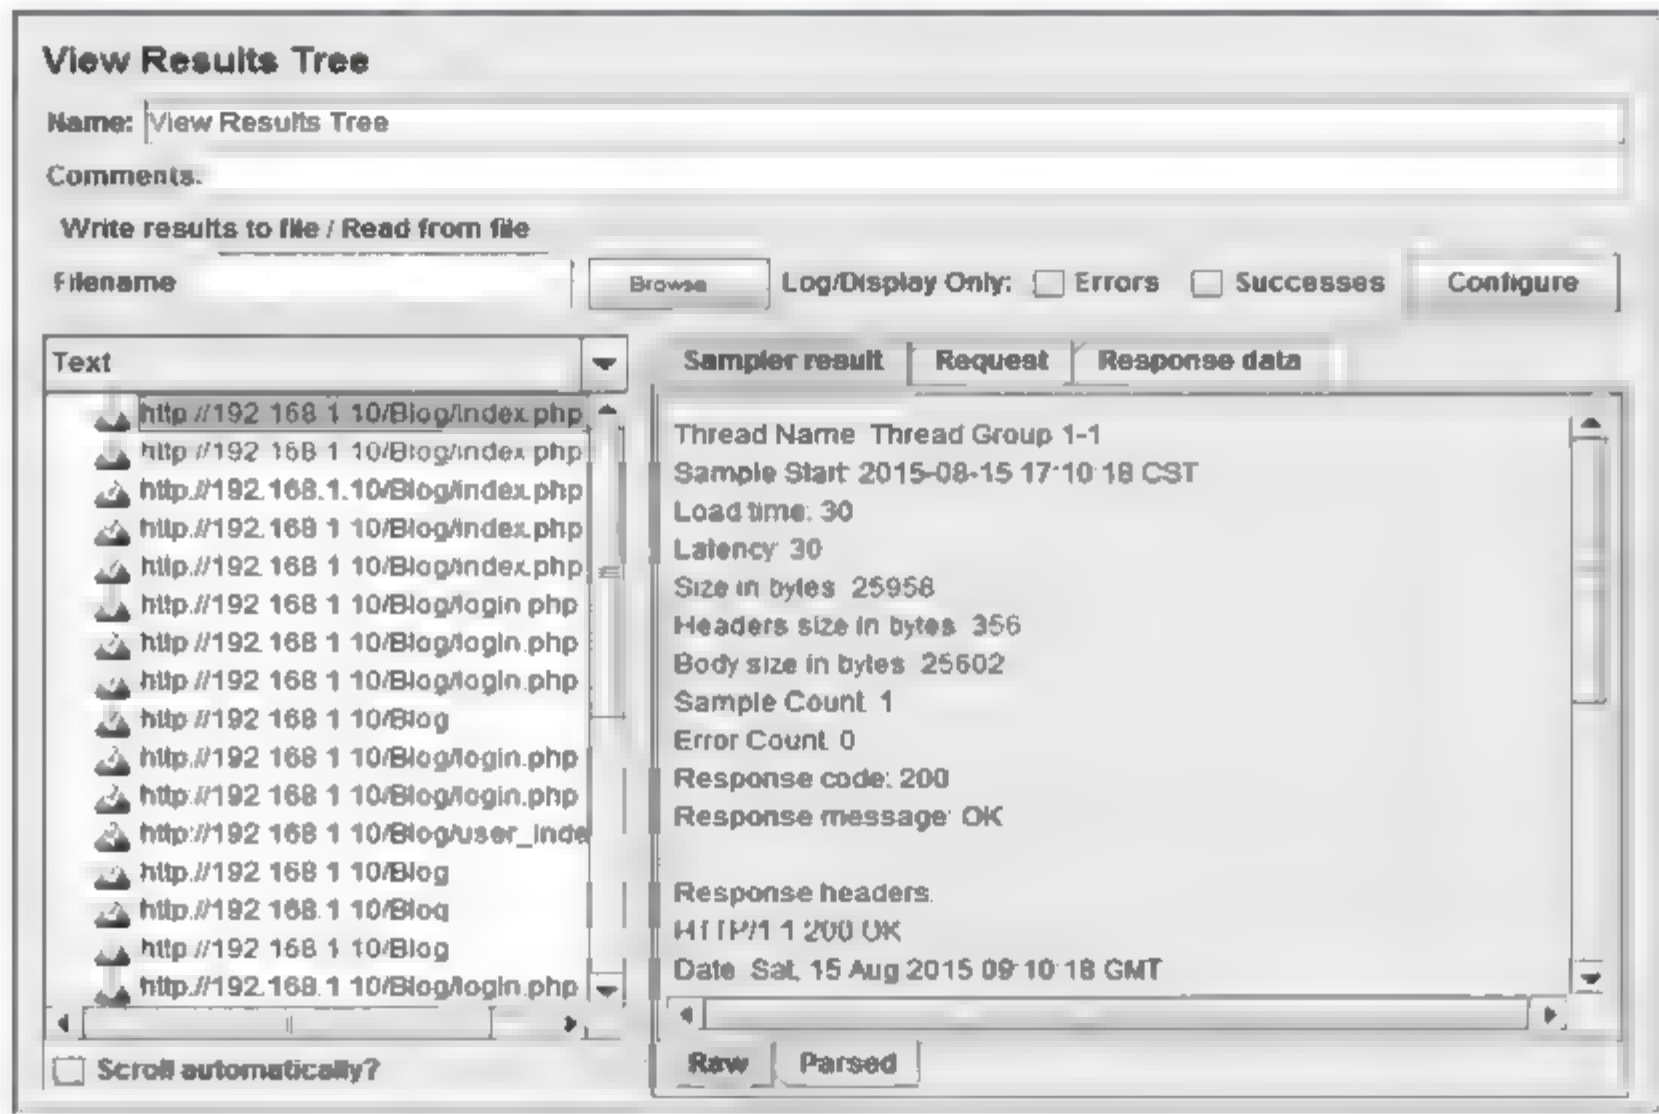 View Results Tree
Name: View Results Tree
Comments:
Write results to file / Read from file
Filename Browse Log/Display Only: Errors Successes Configure
Text
http://192.168.1.10/Blog/index.php
http://192.168.1.10/Blog/index.php
http://192.168.1.10/Blog/index.php
http://192.168.1.10/Blog/index.php
http://192.168.1.10/Blog/index.php
http://192.168.1.10/Blog/login.php
http://192.168.1.10/Blog/login.php
http://192.168.1.10/Blog/login.php
http://192.168.1.10/Blog
http://192.168.1.10/Blog/login.php
http://192.168.1.10/Blog/login.php
http://192.168.1.10/Blog/user_inde
http://192.168.1.10/Blog
http://192.168.1.10/Blog
http://192.168.1.10/Blog
http://192.168.1.10/Blog/login.php
Scroll automatically?
Sampler result Request Response data
Thread Name: Thread Group 1-1
Sample Start: 2015-08-15 17:10:18 CST
Load time: 30
Latency: 30
Size in bytes: 25958
Headers size in bytes: 356
Body size in bytes: 25602
Sample Count: 1
Error Count: 0
Response code: 200
Response message: OK
Response headers:
HTTP/1.1 200 OK
Date: Sat, 15 Aug 2015 09:10:18 GMT
Raw Parsed